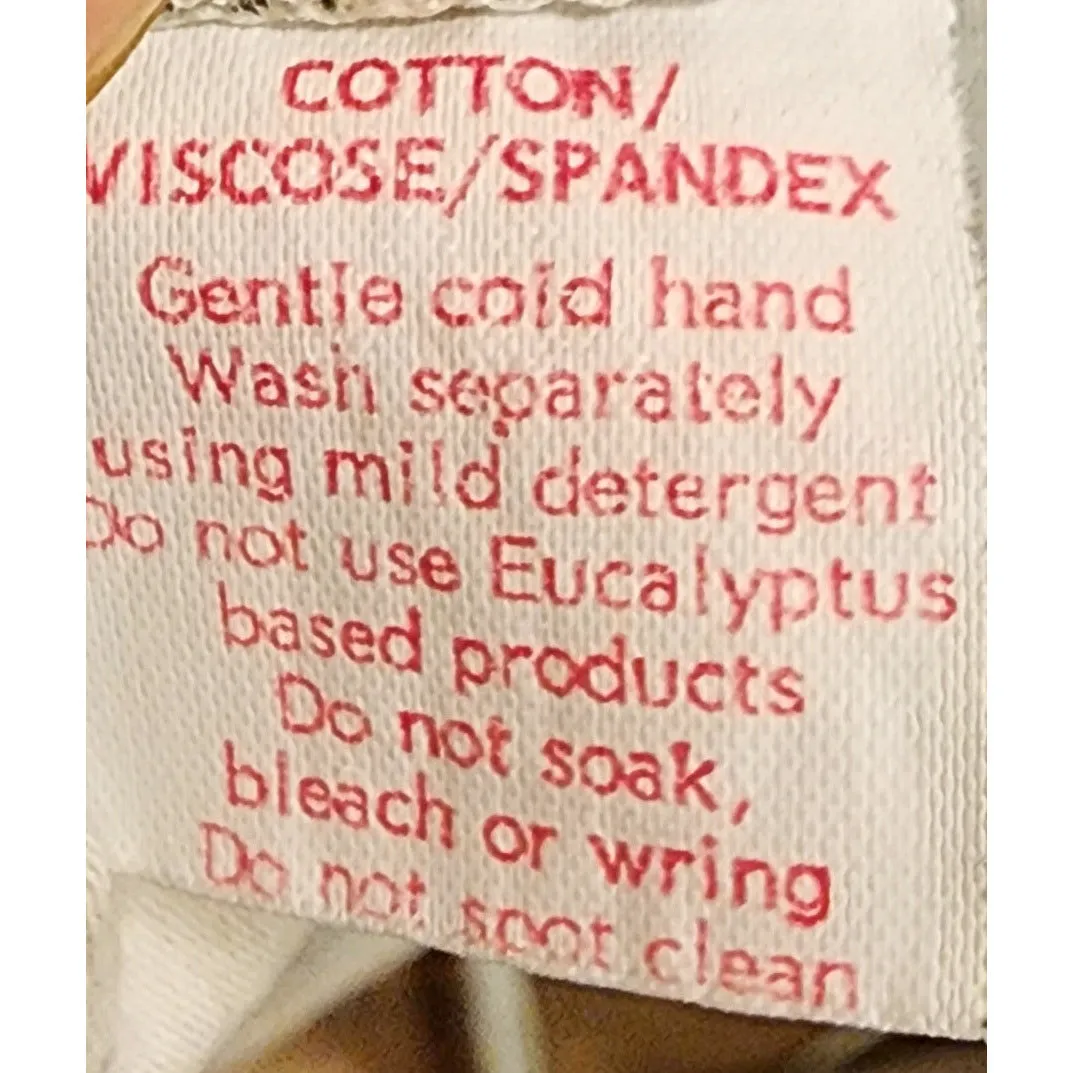 COTTON/
VISCOSE/SPANDEX
Gentle cold hand
Wash separately
using mild detergent
Do not use Eucalyptus
based products
Do not soak,
bleach or wring
Do not spot clean